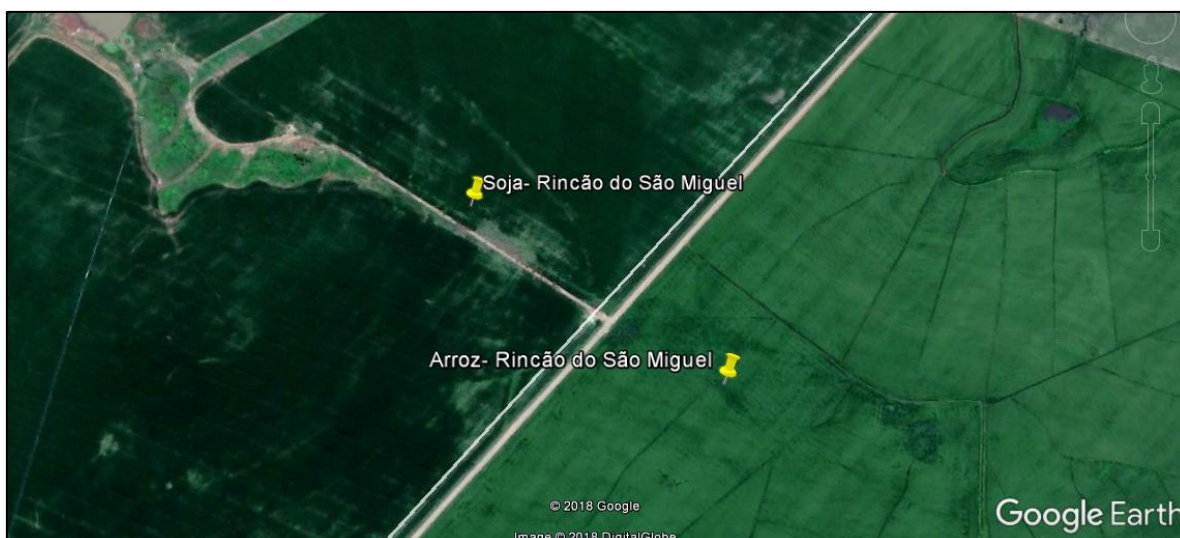 Soja- Rincão do São Miguel
Arroz- Rincão do São Miguel
© 2018 Google
Image © 2018 DigitalGlobe
Google Earth